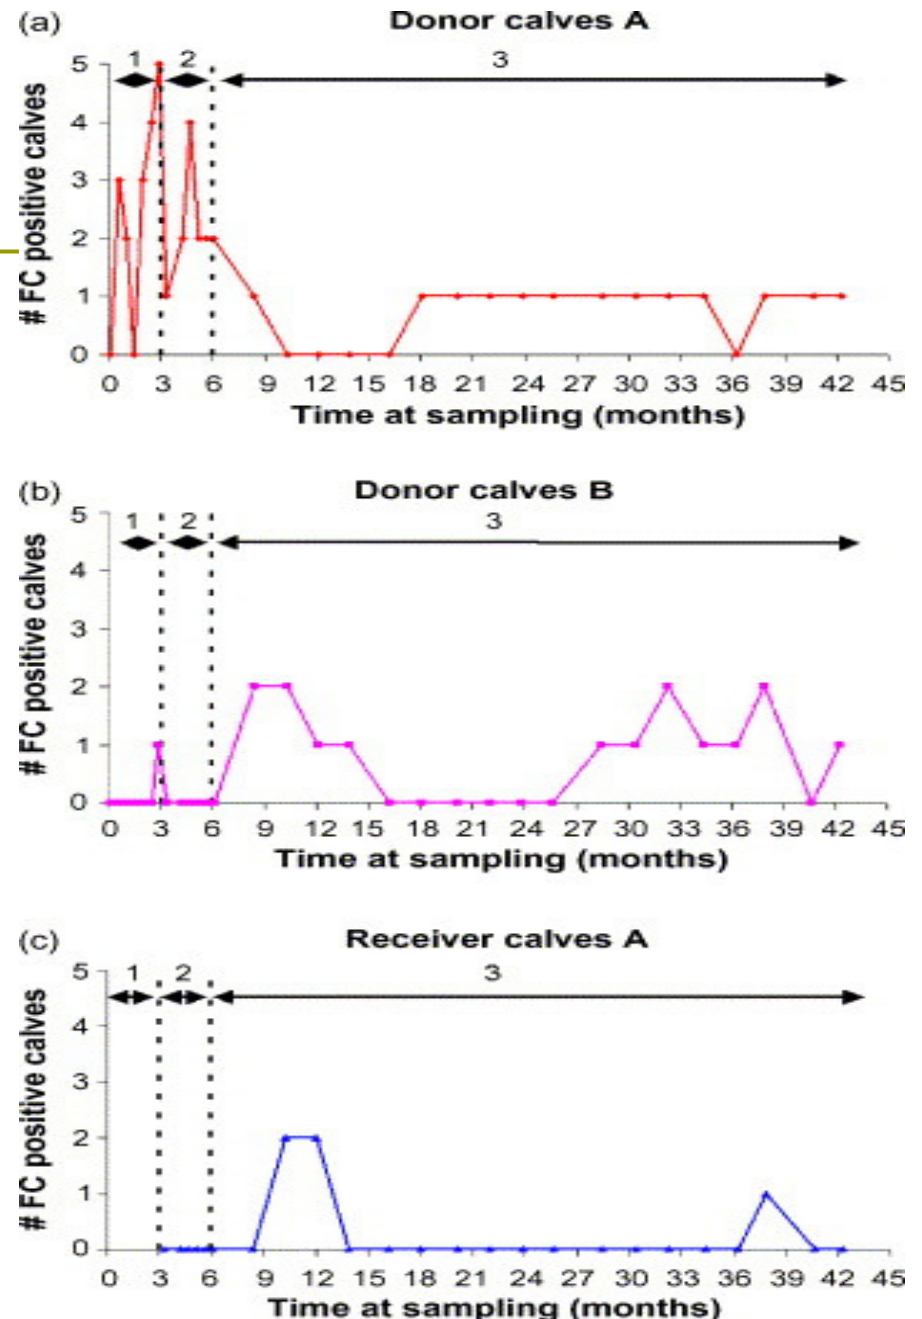 (a) Donor calves A
1 2 3
# FC positive calves
5
4
3
2
1
0
0 3 6 9 12 15 18 21 24 27 30 33 36 39 42 45
Time at sampling (months)
(b) Donor calves B
1 2 3
# FC positive calves
5
4
3
2
1
0
0 3 6 9 12 15 18 21 24 27 30 33 36 39 42 45
Time at sampling (months)
(c) Receiver calves A
1 2 3
# FC positive calves
5
4
3
2
1
0
0 3 6 9 12 15 18 21 24 27 30 33 36 39 42 45
Time at sampling (months)